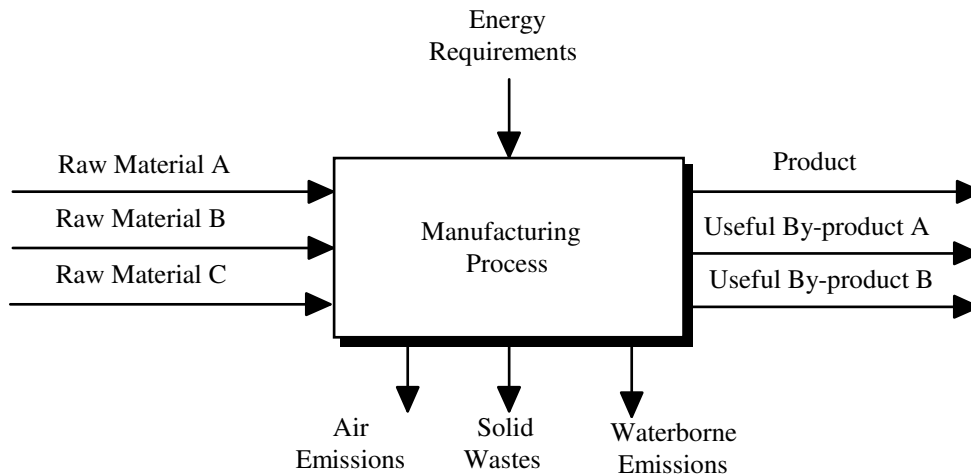 Energy
Requirements
Raw Material A
Raw Material B
Raw Material C
Manufacturing
Process
Product
Useful By-product A
Useful By-product B
Air
Emissions
Solid
Wastes
Waterborne
Emissions